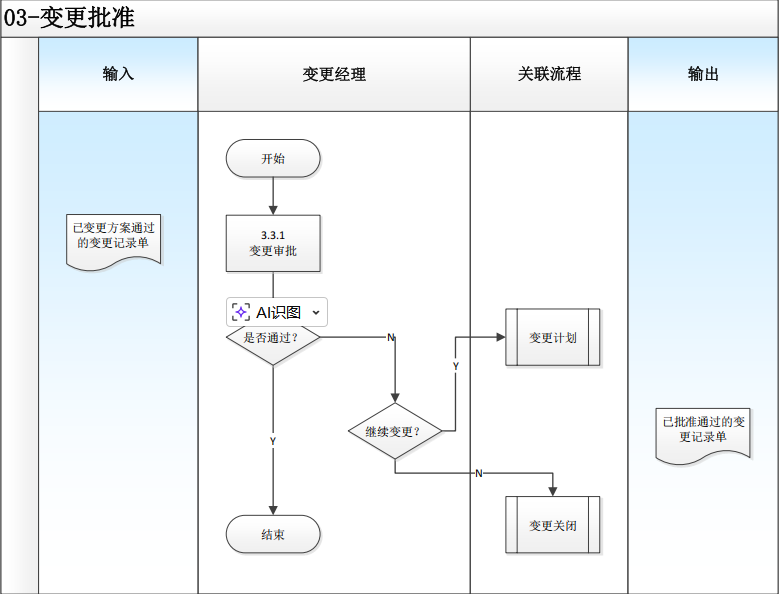 03-变更批准
输入
变更经理
关联流程
输出
开始
已变更方案通过
的变更记录单
3.3.1
变更审批
AI识图
是否通过?
N
变更计划
Y
已批准通过的变
更记录单
继续变更?
Y
N
变更关闭
结束